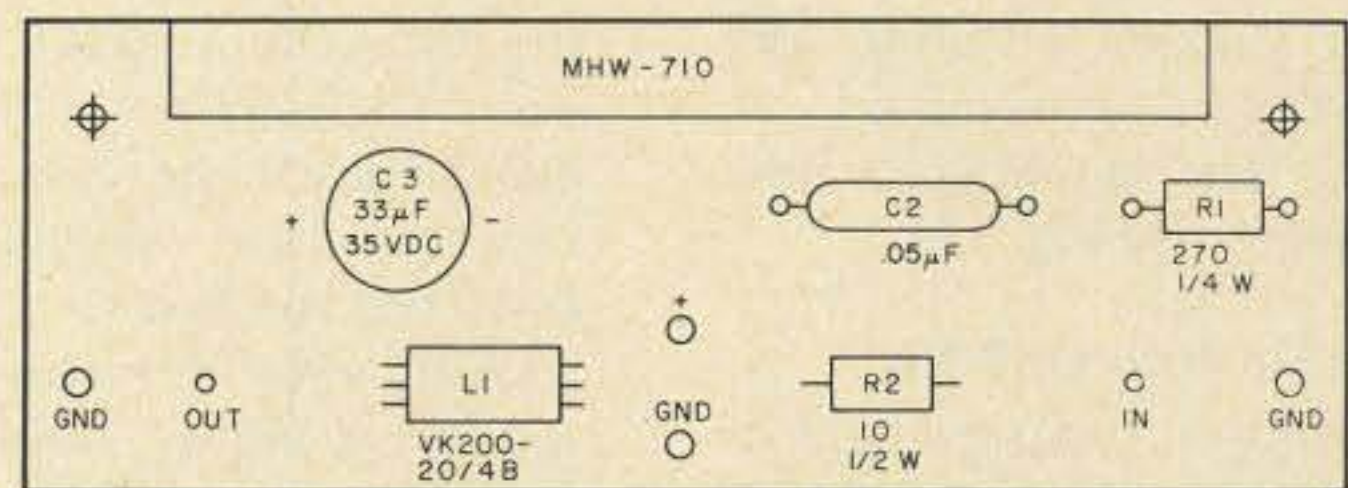 MHW-710
C3
33µF
35VDC
+
-
C2
.05µF
R1
270
1/4 W
+
GND
OUT
L1
VK200-
20/4B
GND
R2
10
1/2 W
IN
GND